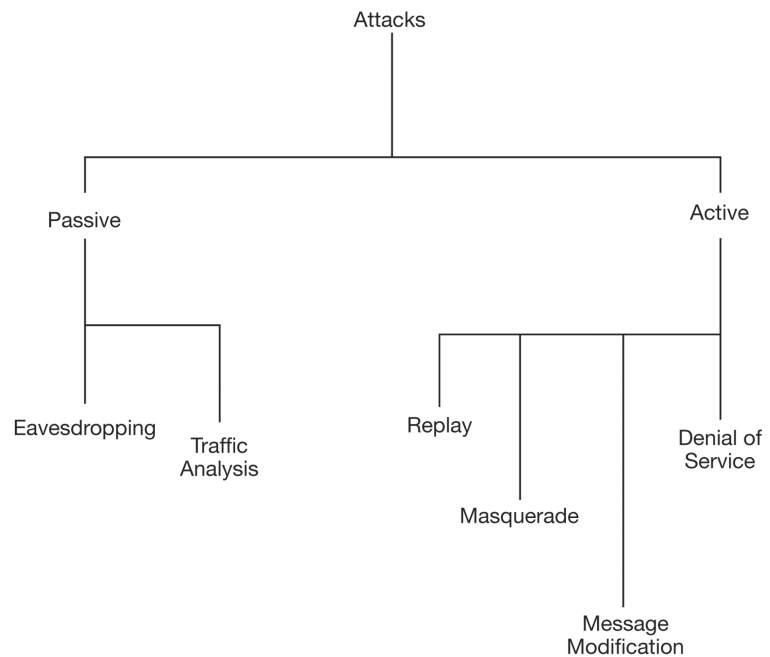 Attacks
Passive
Active
Eavesdropping
Traffic
Analysis
Replay
Masquerade
Message
Modification
Denial of
Service